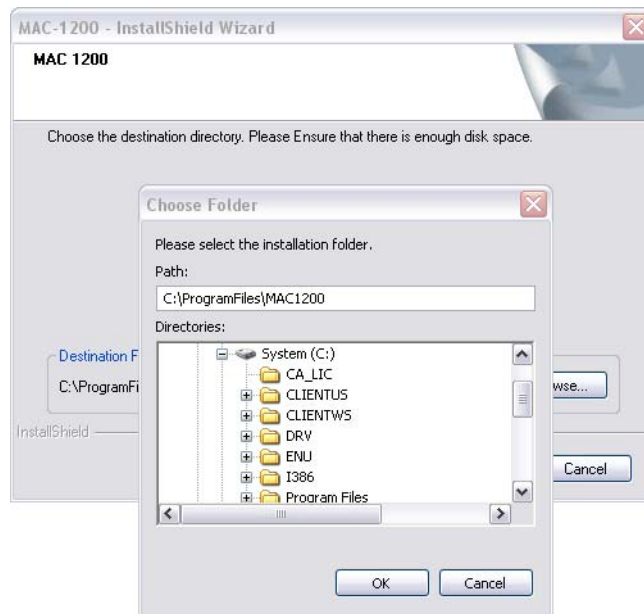 MAC-1200 - InstallShield Wizard
MAC 1200
Choose the destination directory. Please Ensure that there is enough disk space.
Choose Folder
Please select the installation folder.
Path:
C:\ProgramFiles\MAC1200
Directories:
System (C:)
CA_LIC
CLIENTUS
CLIENTWS
DRV
ENU
I386
Program Files
OK
Cancel
Destination F
C:\ProgramFi
wse...
InstallShield
Cancel